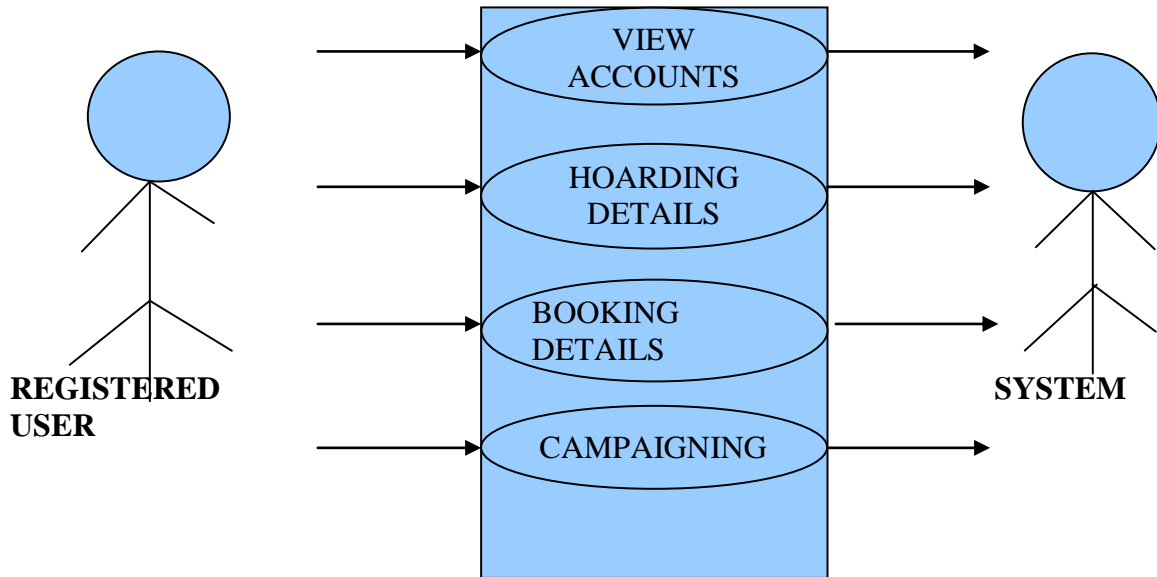 VIEW
ACCOUNTS
HOARDING
DETAILS
BOOKING
DETAILS
REGISTERED
USER
SYSTEM
CAMPAIGNING